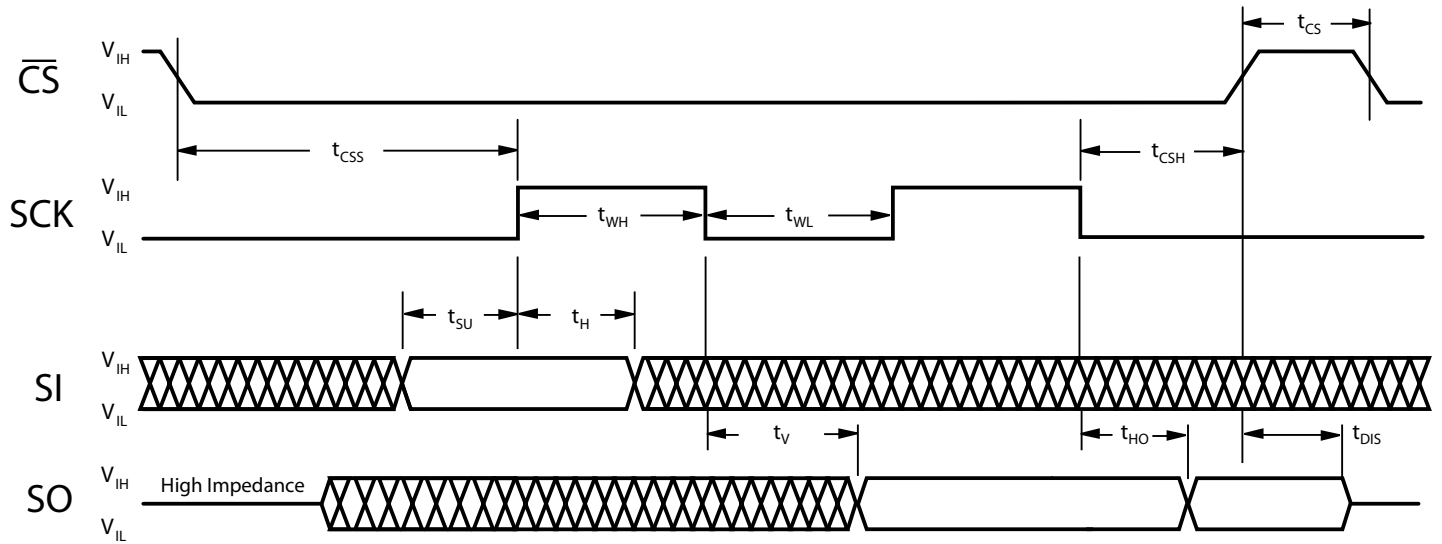 t_CS
V_IH
C̅S̅
V_IL
t_CSS
t_CSH
V_IH
SCK
t_WH
t_WL
V_IL
t_SU
t_H
V_IH
SI
V_IL
t_V
t_HO
t_DIS
V_IH
High Impedance
SO
V_IL